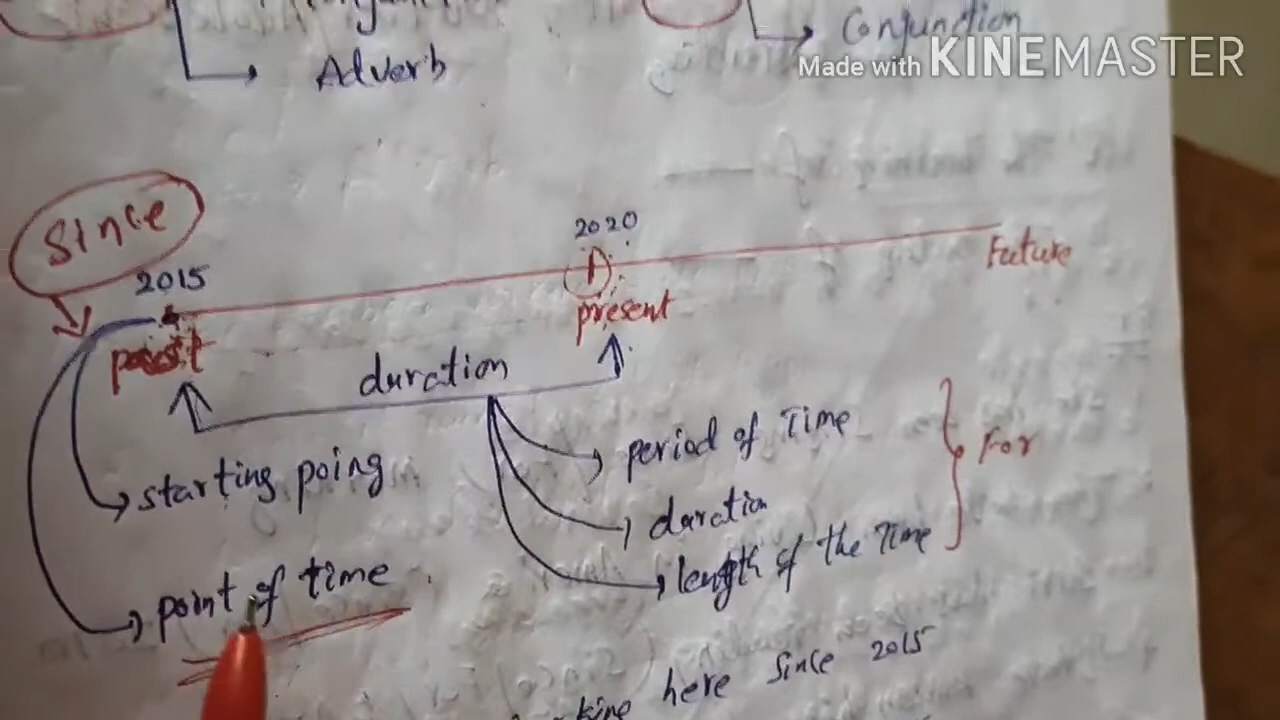 Conjunction
Adverb
Made with KINEMASTER
Since
2015
2020
Future
past
present
duration
period of Time
For
starting poing
duration
length of the Time
point of time
here Since 2015